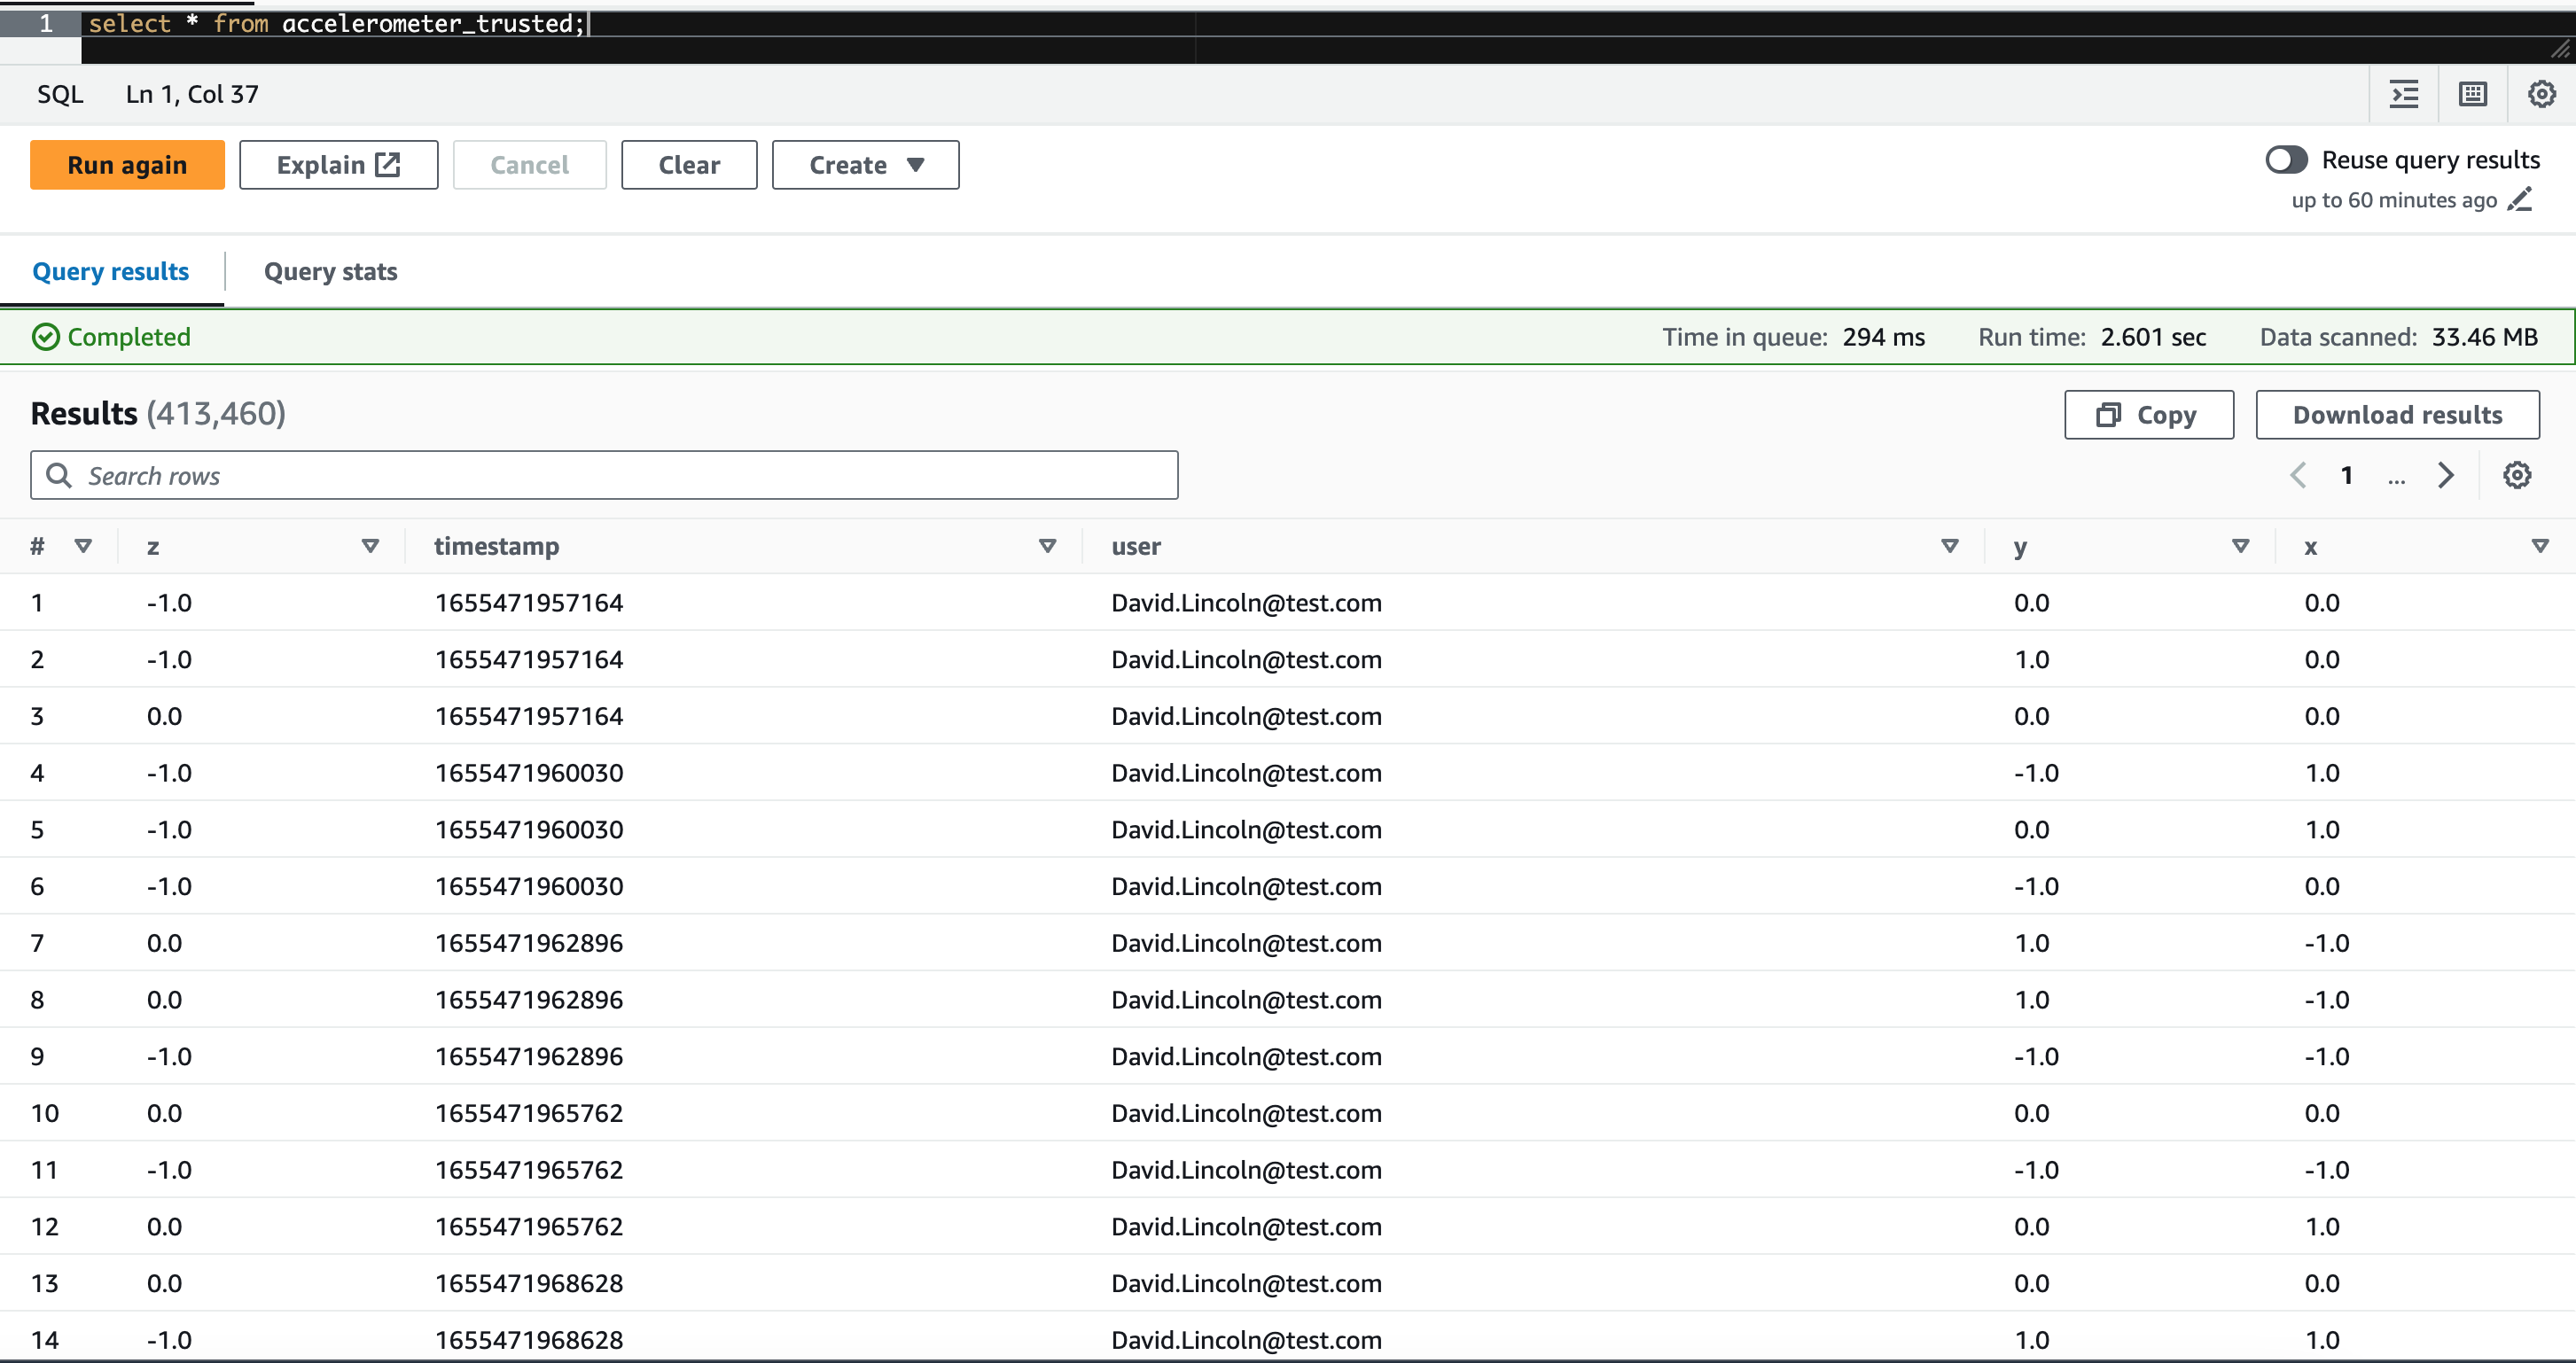 1 select * from accelerometer_trusted;
SQL Ln 1, Col 37
Run again Explain Cancel Clear Create Reuse query results
up to 60 minutes ago
Query results Query stats
Completed Time in queue: 294 ms Run time: 2.601 sec Data scanned: 33.46 MB
Results (413,460) Copy Download results
Search rows 1 ...
# z timestamp user y x
1 -1.0 1655471957164 David.Lincoln@test.com 0.0 0.0
2 -1.0 1655471957164 David.Lincoln@test.com 1.0 0.0
3 0.0 1655471957164 David.Lincoln@test.com 0.0 0.0
4 -1.0 1655471960030 David.Lincoln@test.com -1.0 1.0
5 -1.0 1655471960030 David.Lincoln@test.com 0.0 1.0
6 -1.0 1655471960030 David.Lincoln@test.com -1.0 0.0
7 0.0 1655471962896 David.Lincoln@test.com 1.0 -1.0
8 0.0 1655471962896 David.Lincoln@test.com 1.0 -1.0
9 -1.0 1655471962896 David.Lincoln@test.com -1.0 -1.0
10 0.0 1655471965762 David.Lincoln@test.com 0.0 0.0
11 -1.0 1655471965762 David.Lincoln@test.com -1.0 -1.0
12 0.0 1655471965762 David.Lincoln@test.com 0.0 1.0
13 0.0 1655471968628 David.Lincoln@test.com 0.0 0.0
14 -1.0 1655471968628 David.Lincoln@test.com 1.0 1.0